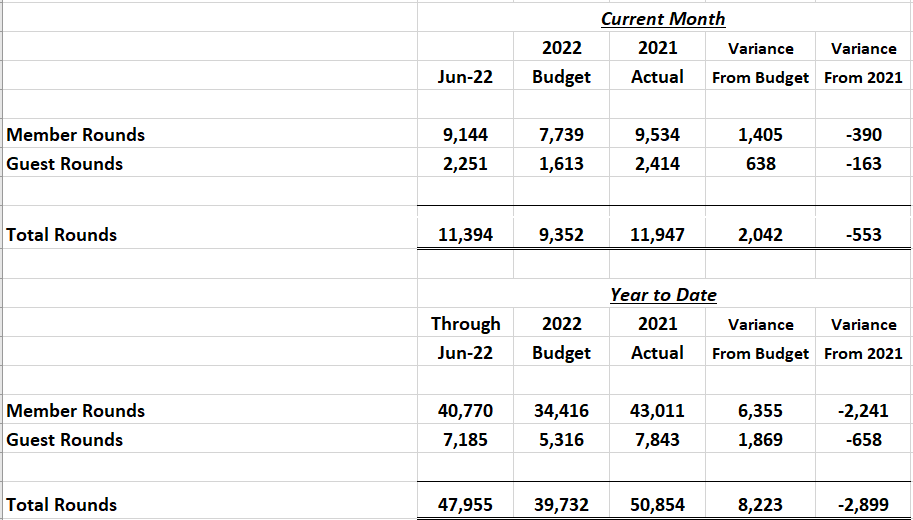 Current Month
2022 2021 Variance Variance
Jun-22 Budget Actual From Budget From 2021
Member Rounds 9,144 7,739 9,534 1,405 -390
Guest Rounds 2,251 1,613 2,414 638 -163
Total Rounds 11,394 9,352 11,947 2,042 -553
Year to Date
Through 2022 2021 Variance Variance
Jun-22 Budget Actual From Budget From 2021
Member Rounds 40,770 34,416 43,011 6,355 -2,241
Guest Rounds 7,185 5,316 7,843 1,869 -658
Total Rounds 47,955 39,732 50,854 8,223 -2,899